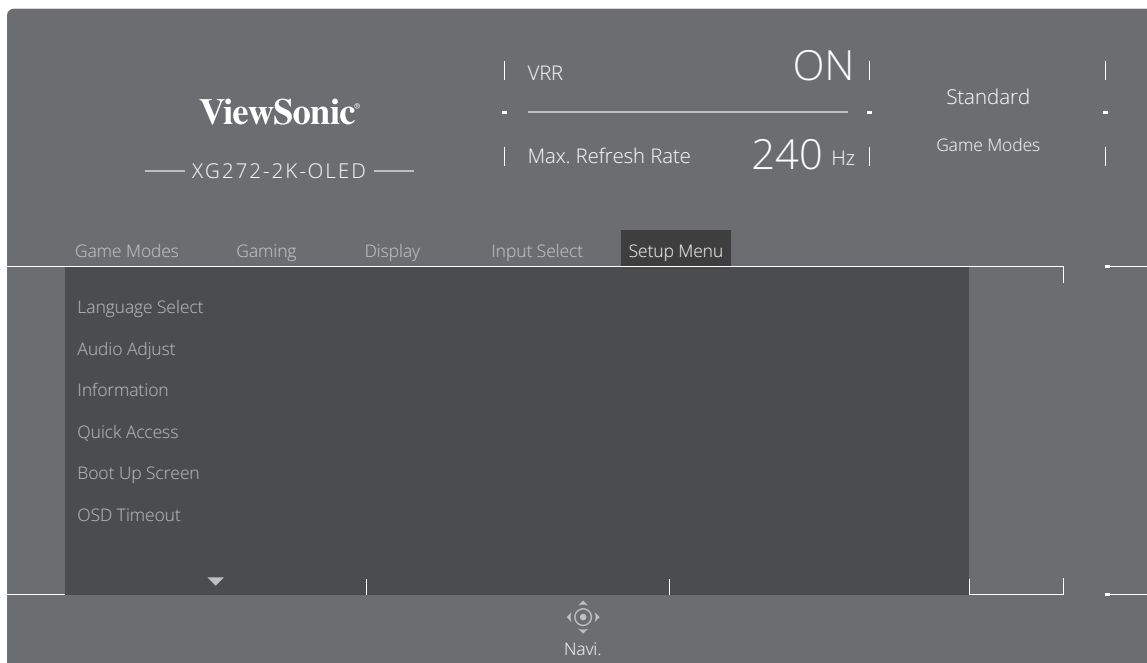 ViewSonic®
XG272-2K-OLED
VRR ON
Max. Refresh Rate 240 Hz
Standard
Game Modes
Game Modes Gaming Display Input Select Setup Menu
Language Select
Audio Adjust
Information
Quick Access
Boot Up Screen
OSD Timeout
Navi.